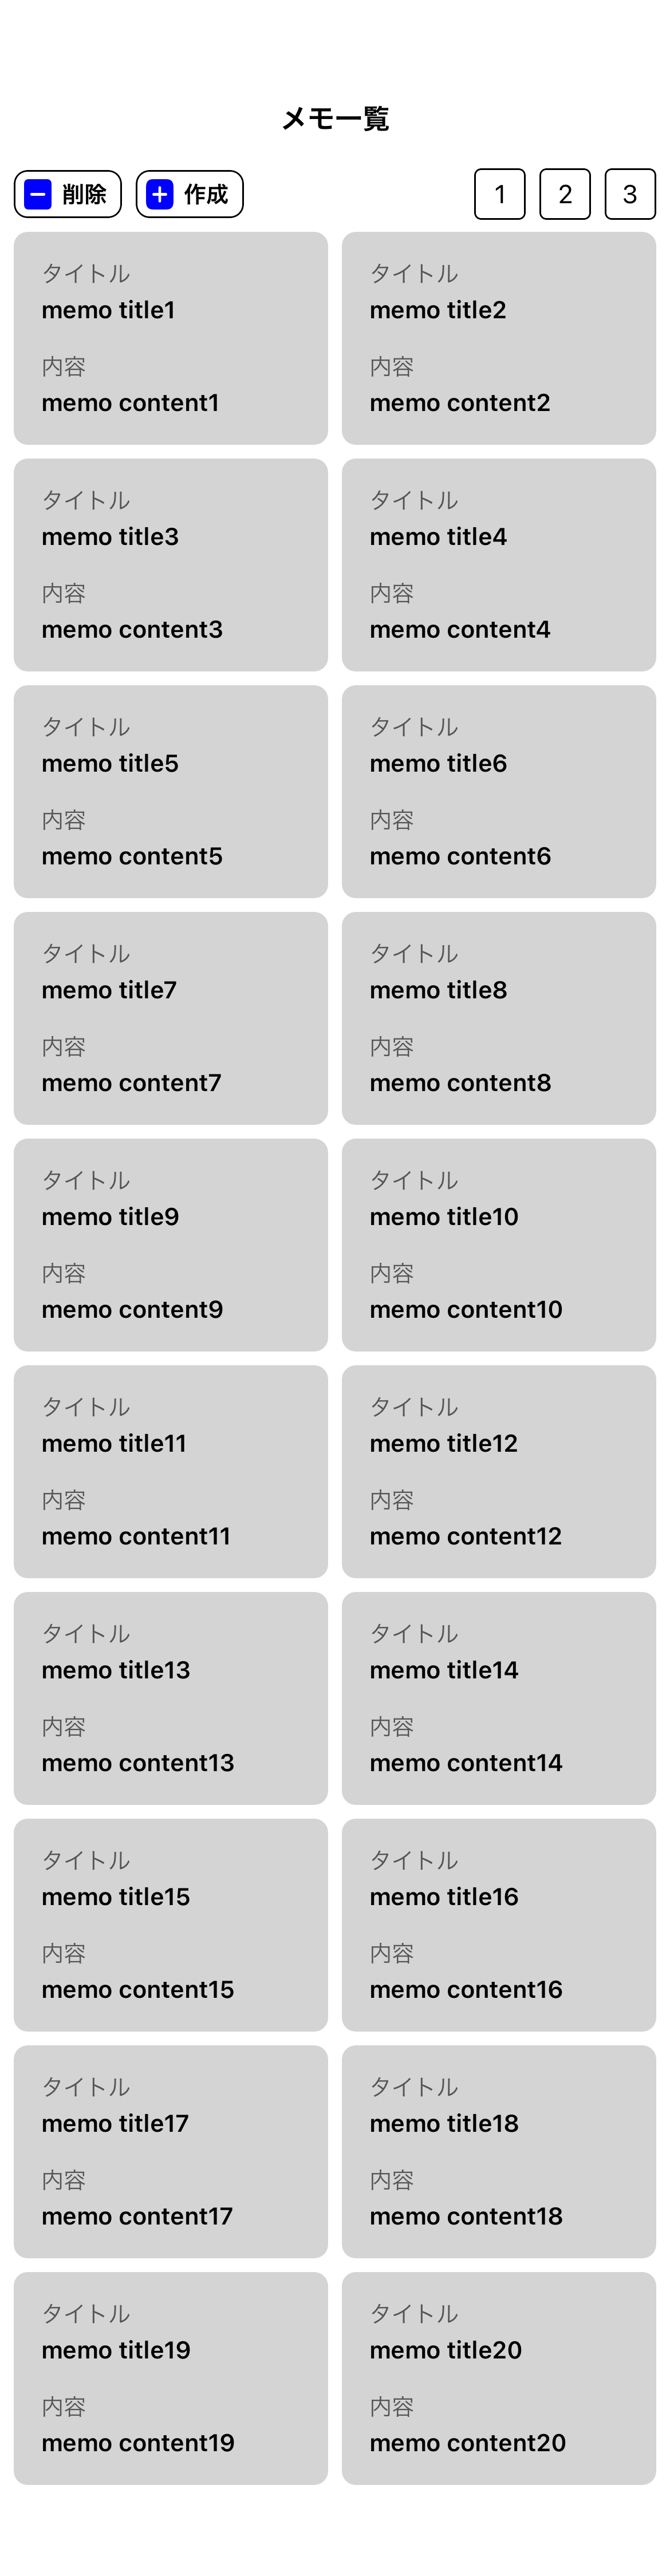 メモ一覧
削除 作成 1 2 3
タイトル タイトル
memo title1 memo title2
内容 内容
memo content1 memo content2
タイトル タイトル
memo title3 memo title4
内容 内容
memo content3 memo content4
タイトル タイトル
memo title5 memo title6
内容 内容
memo content5 memo content6
タイトル タイトル
memo title7 memo title8
内容 内容
memo content7 memo content8
タイトル タイトル
memo title9 memo title10
内容 内容
memo content9 memo content10
タイトル タイトル
memo title11 memo title12
内容 内容
memo content11 memo content12
タイトル タイトル
memo title13 memo title14
内容 内容
memo content13 memo content14
タイトル タイトル
memo title15 memo title16
内容 内容
memo content15 memo content16
タイトル タイトル
memo title17 memo title18
内容 内容
memo content17 memo content18
タイトル タイトル
memo title19 memo title20
内容 内容
memo content19 memo content20